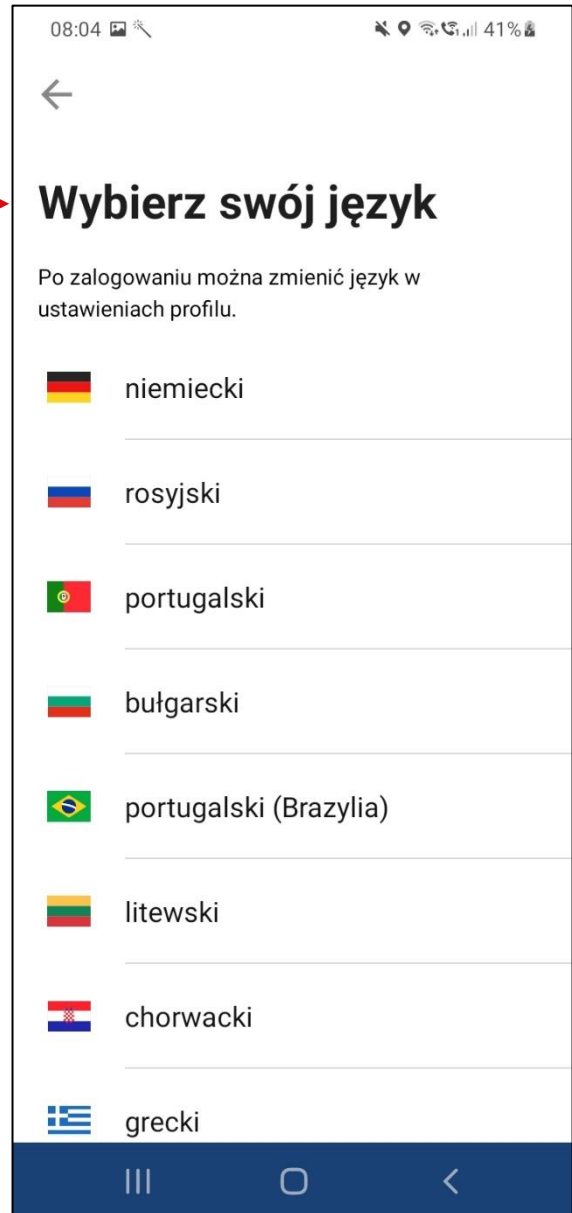 08:04 41%
Wybierz swój język
Po zalogowaniu można zmienić język w
ustawieniach profilu.
niemiecki
rosyjski
portugalski
bułgarski
portugalski (Brazylia)
litewski
chorwacki
grecki